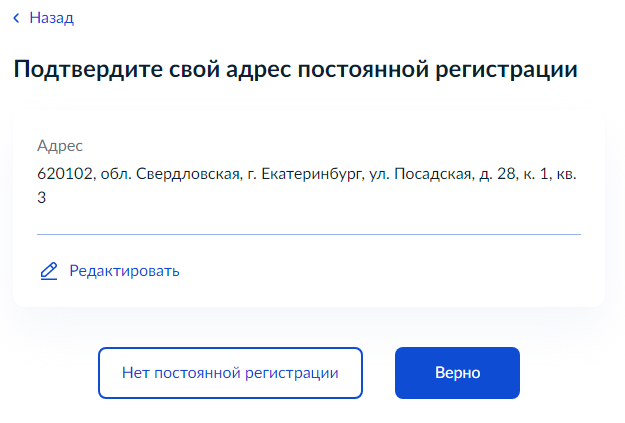 Назад
Подтвердите свой адрес постоянной регистрации
Адрес
620102, обл. Свердловская, г. Екатеринбург, ул. Посадская, д. 28, к. 1, кв.
3
Редактировать
Нет постоянной регистрации
Верно